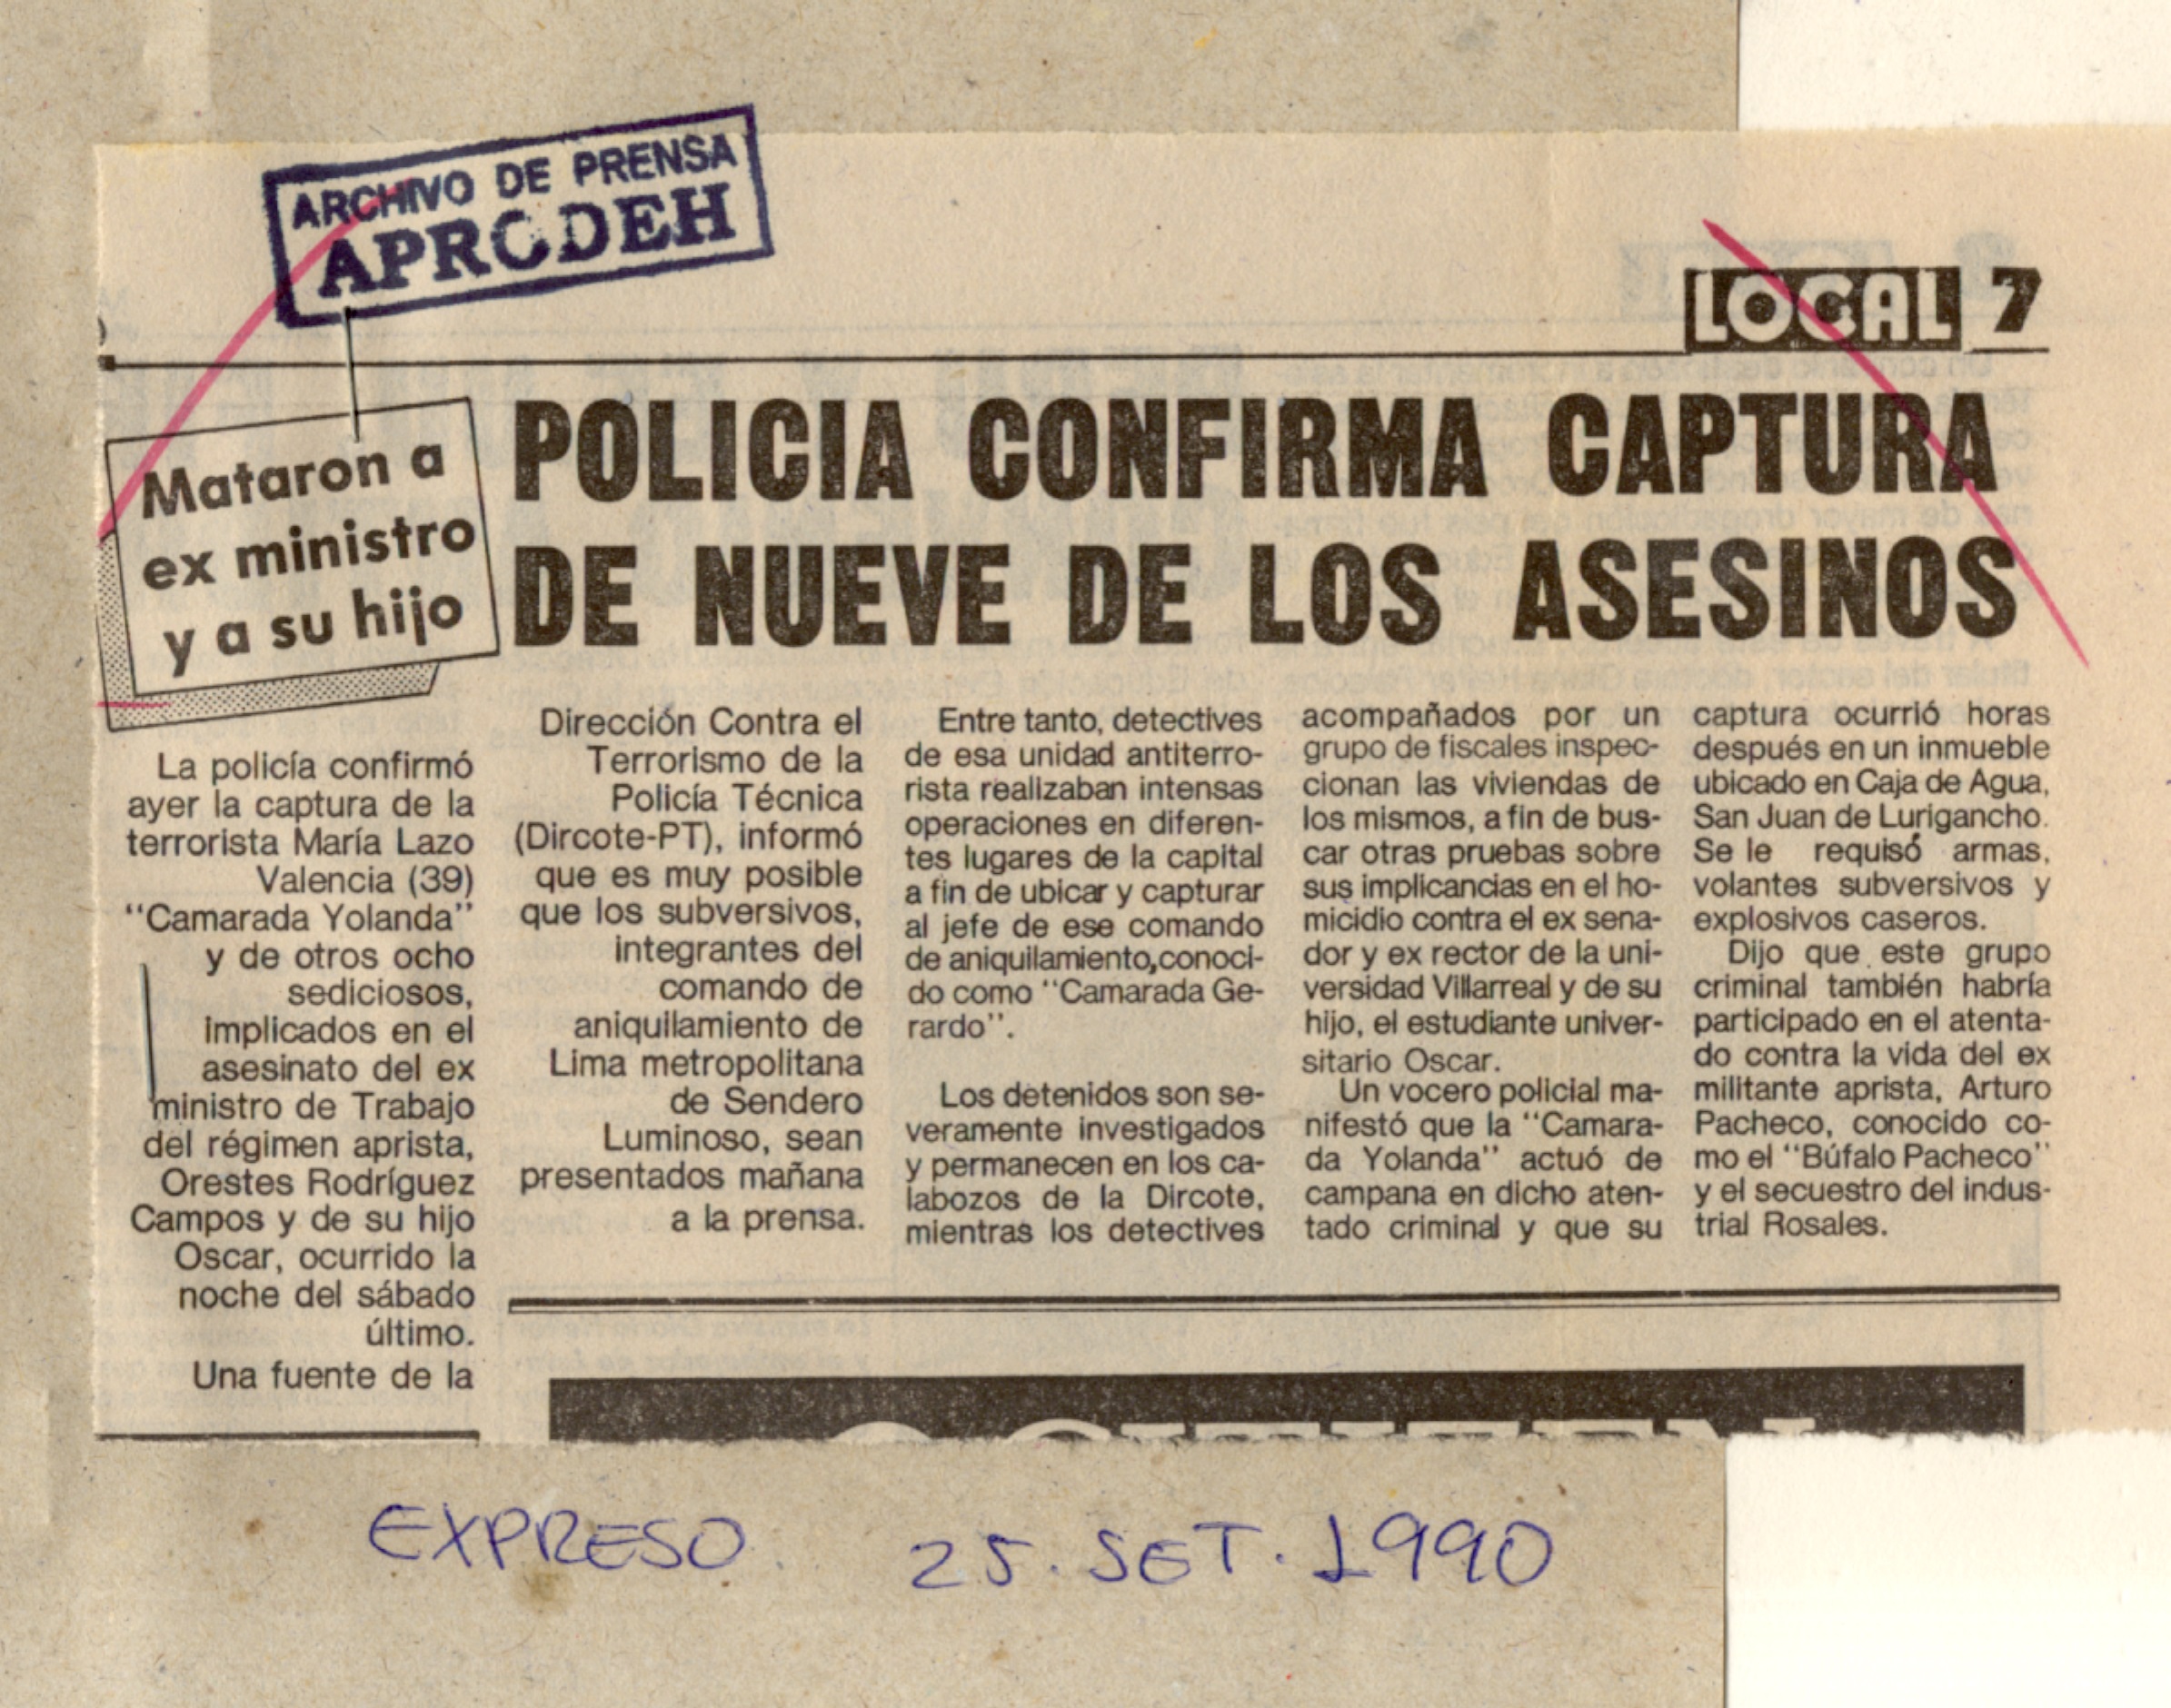 ARCHIVO DE PRENSA
APRODEH
LOCAL 7
Mataron a
ex ministro
y a su hijo
POLICIA CONFIRMA CAPTURA
DE NUEVE DE LOS ASESINOS
La policía confirmó
ayer la captura de la
terrorista María Lazo
Valencia (39)
“Camarada Yolanda”
y de otros ocho
sediciosos,
implicados en el
asesinato del ex
ministro de Trabajo
del régimen aprista,
Orestes Rodríguez
Campos y de su hijo
Oscar, ocurrido la
noche del sábado
último.
Una fuente de la
Dirección Contra el
Terrorismo de la
Policía Técnica
(Dircote-PT), informó
que es muy posible
que los subversivos,
integrantes del
comando de
aniquilamiento de
Lima metropolitana
de Sendero
Luminoso, sean
presentados mañana
a la prensa.
Entre tanto, detectives
de esa unidad antiterro-
rista realizaban intensas
operaciones en diferen-
tes lugares de la capital
a fin de ubicar y capturar
al jefe de ese comando
de aniquilamiento,conoci-
do como “Camarada Ge-
rardo”.
Los detenidos son se-
veramente investigados
y permanecen en los ca-
labozos de la Dircote,
mientras los detectives
acompañados por un
grupo de fiscales inspec-
cionan las viviendas de
los mismos, a fin de bus-
car otras pruebas sobre
sus implicancias en el ho-
micidio contra el ex sena-
dor y ex rector de la uni-
versidad Villarreal y de su
hijo, el estudiante univer-
sitario Oscar.
Un vocero policial ma-
nifestó que la “Camara-
da Yolanda” actuó de
campana en dicho aten-
tado criminal y que su
captura ocurrió horas
después en un inmueble
ubicado en Caja de Agua,
San Juan de Lurigancho.
Se le requisó armas,
volantes subversivos y
explosivos caseros.
Dijo que este grupo
criminal también habría
participado en el atenta-
do contra la vida del ex
militante aprista, Arturo
Pacheco, conocido co-
mo el “Búfalo Pacheco”
y el secuestro del indus-
trial Rosales.
EXPRESO. 25. SET. 1990